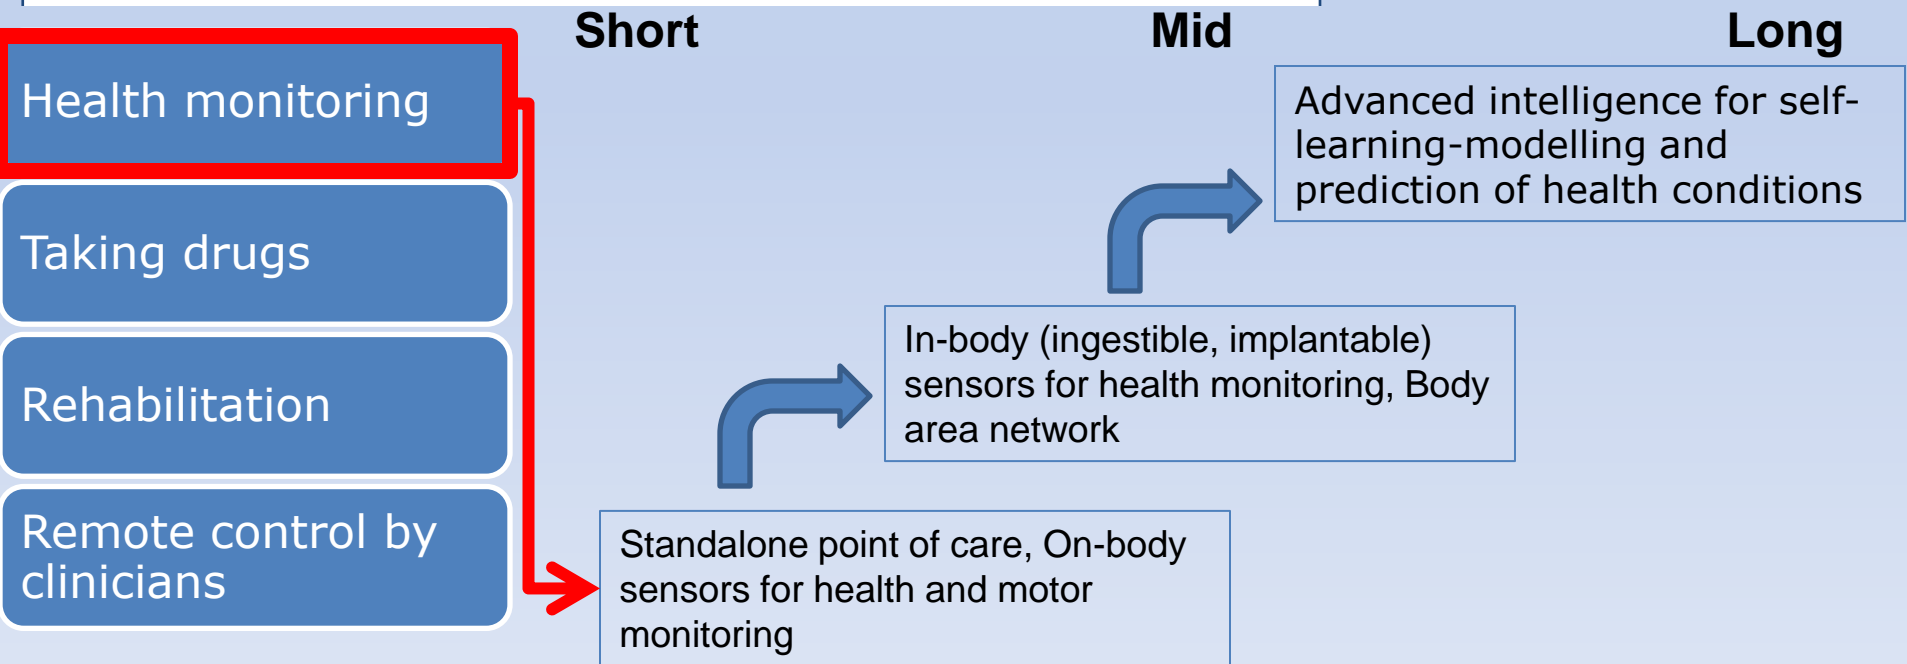 Short Mid Long
Health monitoring
Taking drugs
Rehabilitation
Remote control by
clinicians
Advanced intelligence for self-
learning-modelling and
prediction of health conditions
In-body (ingestible, implantable)
sensors for health monitoring, Body
area network
Standalone point of care, On-body
sensors for health and motor
monitoring